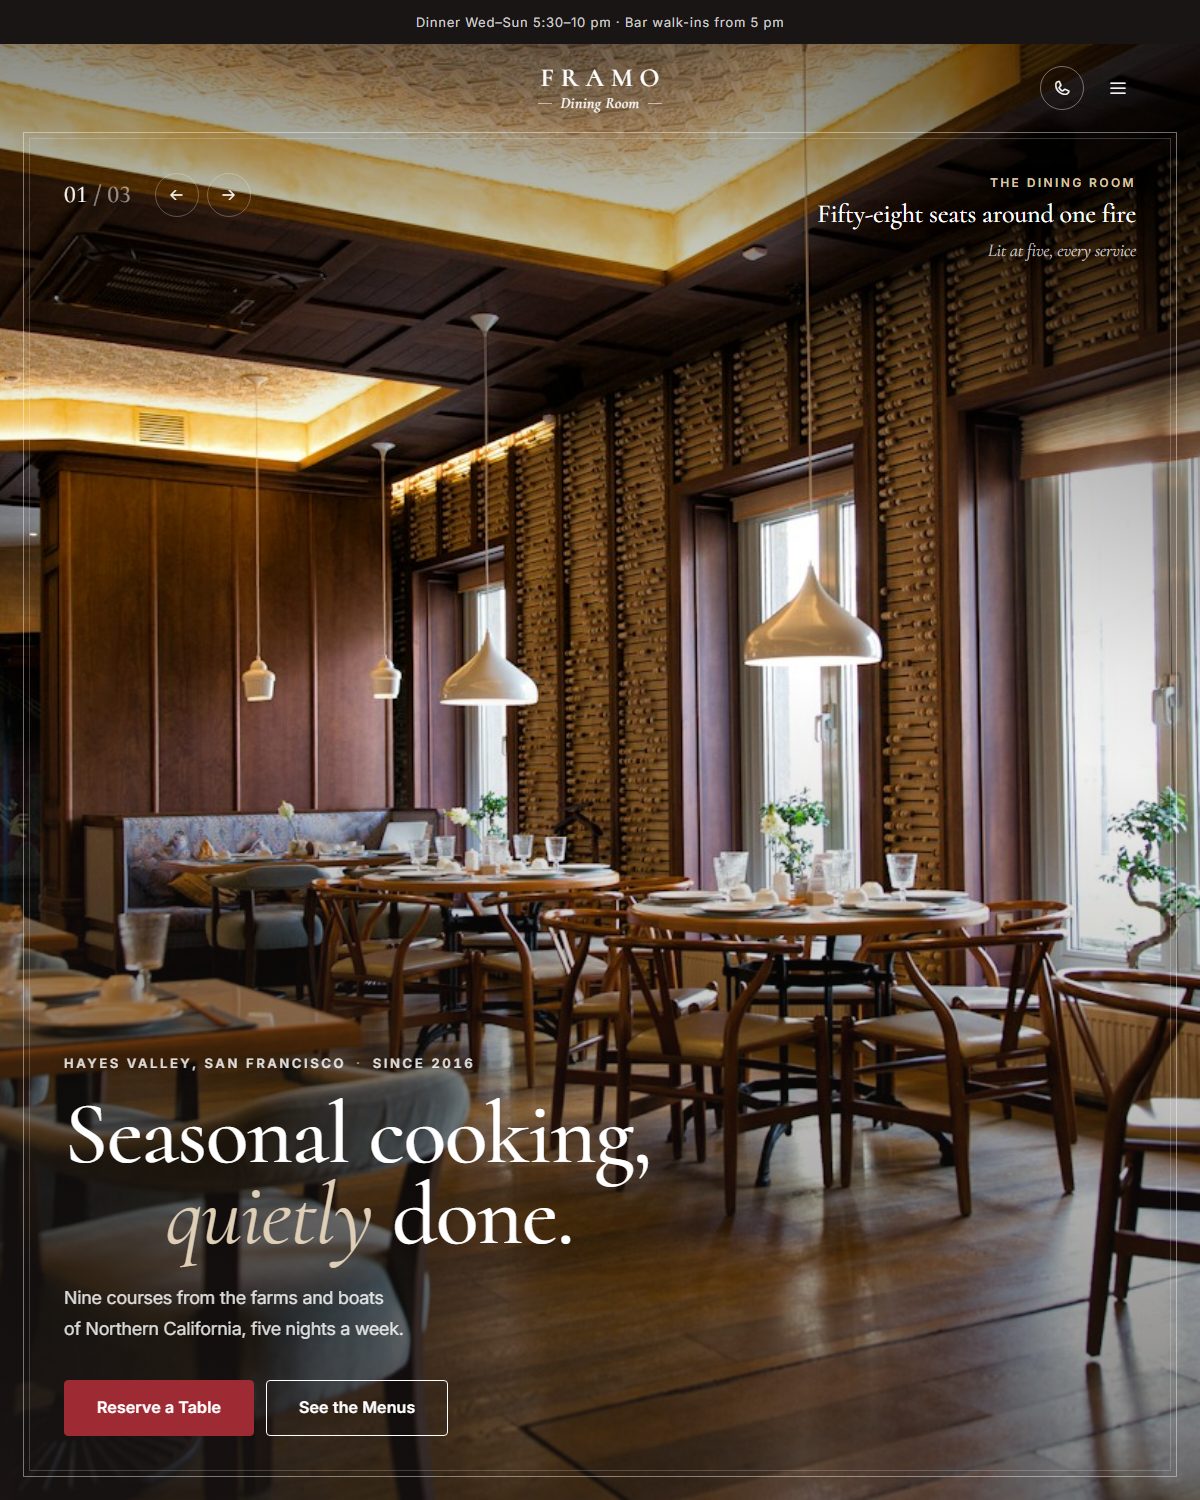 Dinner Wed–Sun 5:30–10 pm · Bar walk-ins from 5 pm
FRAMO
Dining Room
01 / 03
THE DINING ROOM
Fifty-eight seats around one fire
Lit at five, every service
HAYES VALLEY, SAN FRANCISCO · SINCE 2016
Seasonal cooking,
quietly done.
Nine courses from the farms and boats
of Northern California, five nights a week.
Reserve a Table
See the Menus